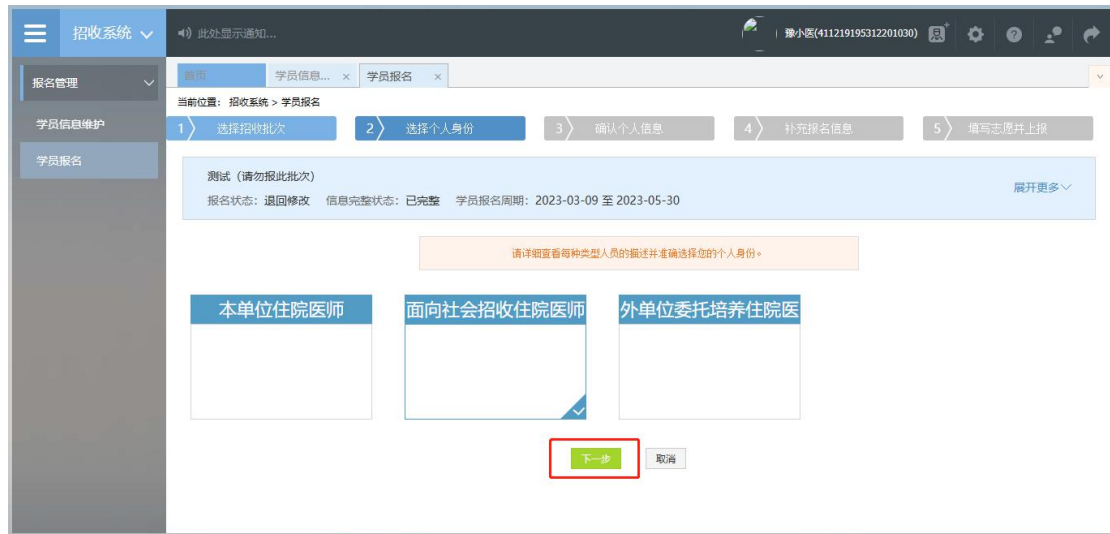 招收系统
此处显示通知...
豫小医(411219195312201030)
报名管理
学员信息维护
学员报名
首页
学员信息... ×
学员报名 ×
当前位置: 招收系统 > 学员报名
1 选择招收批次
2 选择个人身份
3 确认个人信息
4 补充报名信息
5 填写志愿并上报
测试（请勿报此批次）
报名状态: 退回修改 信息完整状态: 已完整 学员报名周期: 2023-03-09 至 2023-05-30
展开更多
请详细查看每种类型人员的描述并准确选择您的个人身份。
本单位住院医师
面向社会招收住院医师
外单位委托培养住院医
下一步
取消